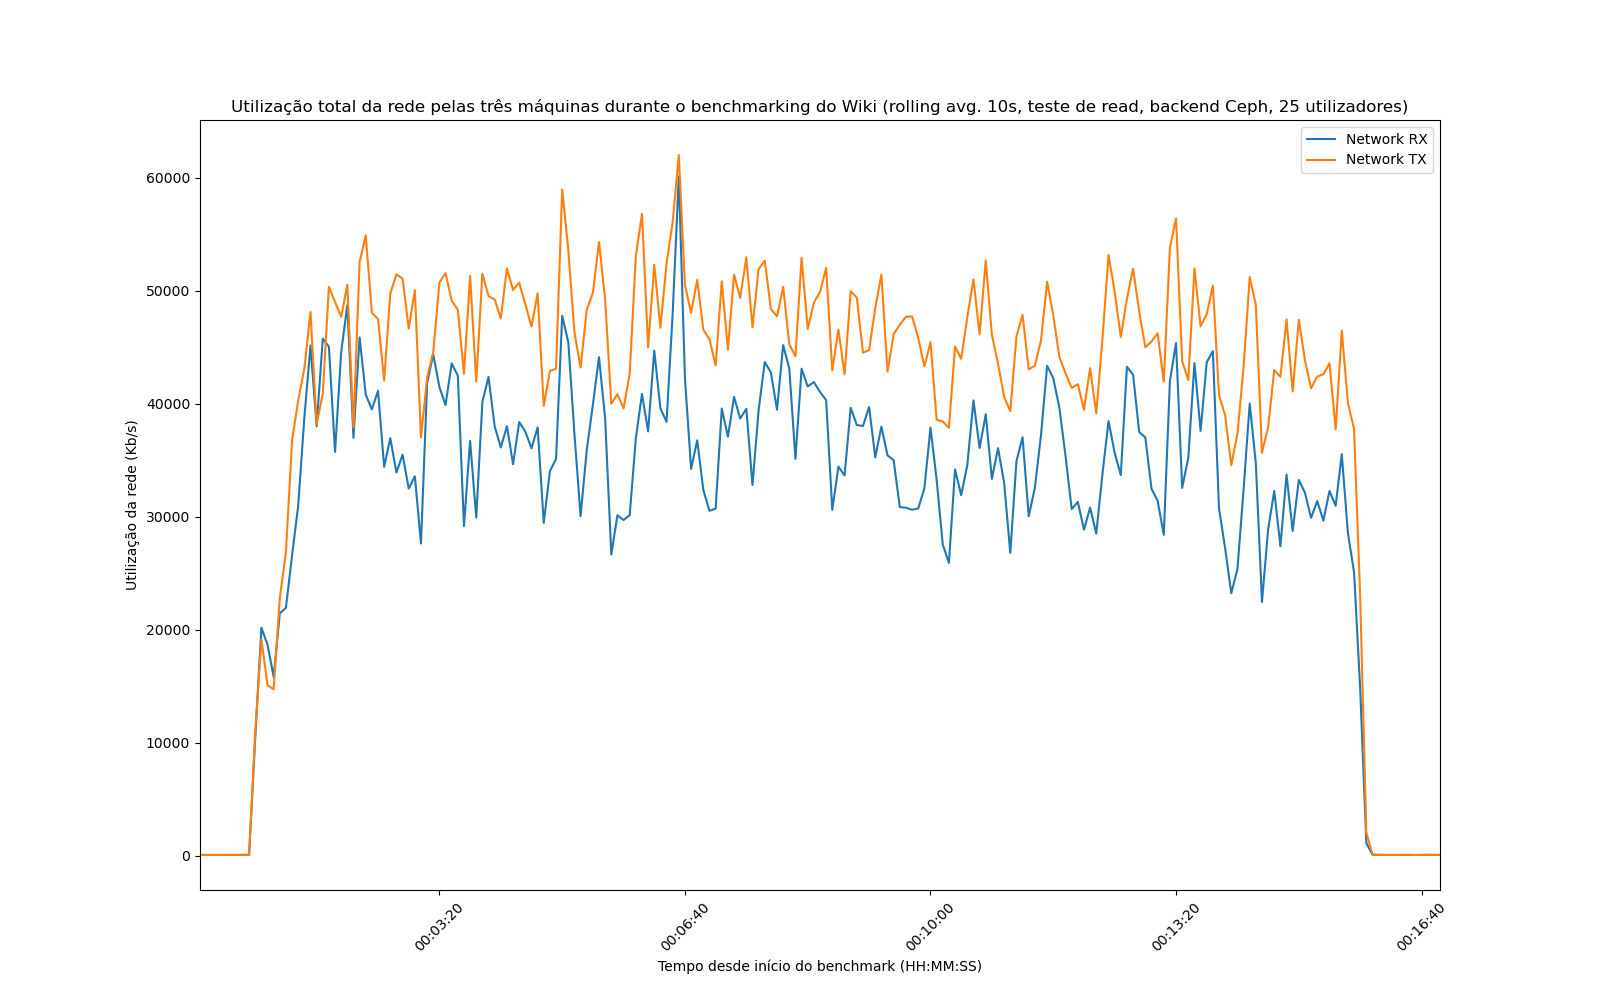 Utilização total da rede pelas três máquinas durante o benchmarking do Wiki (rolling avg. 10s, teste de read, backend Ceph, 25 utilizadores)
Network RX
Network TX
60000
50000
40000
30000
20000
10000
0
Utilização da rede (Kb/s)
00:03:20
00:06:40
00:10:00
00:13:20
00:16:40
Tempo desde início do benchmark (HH:MM:SS)